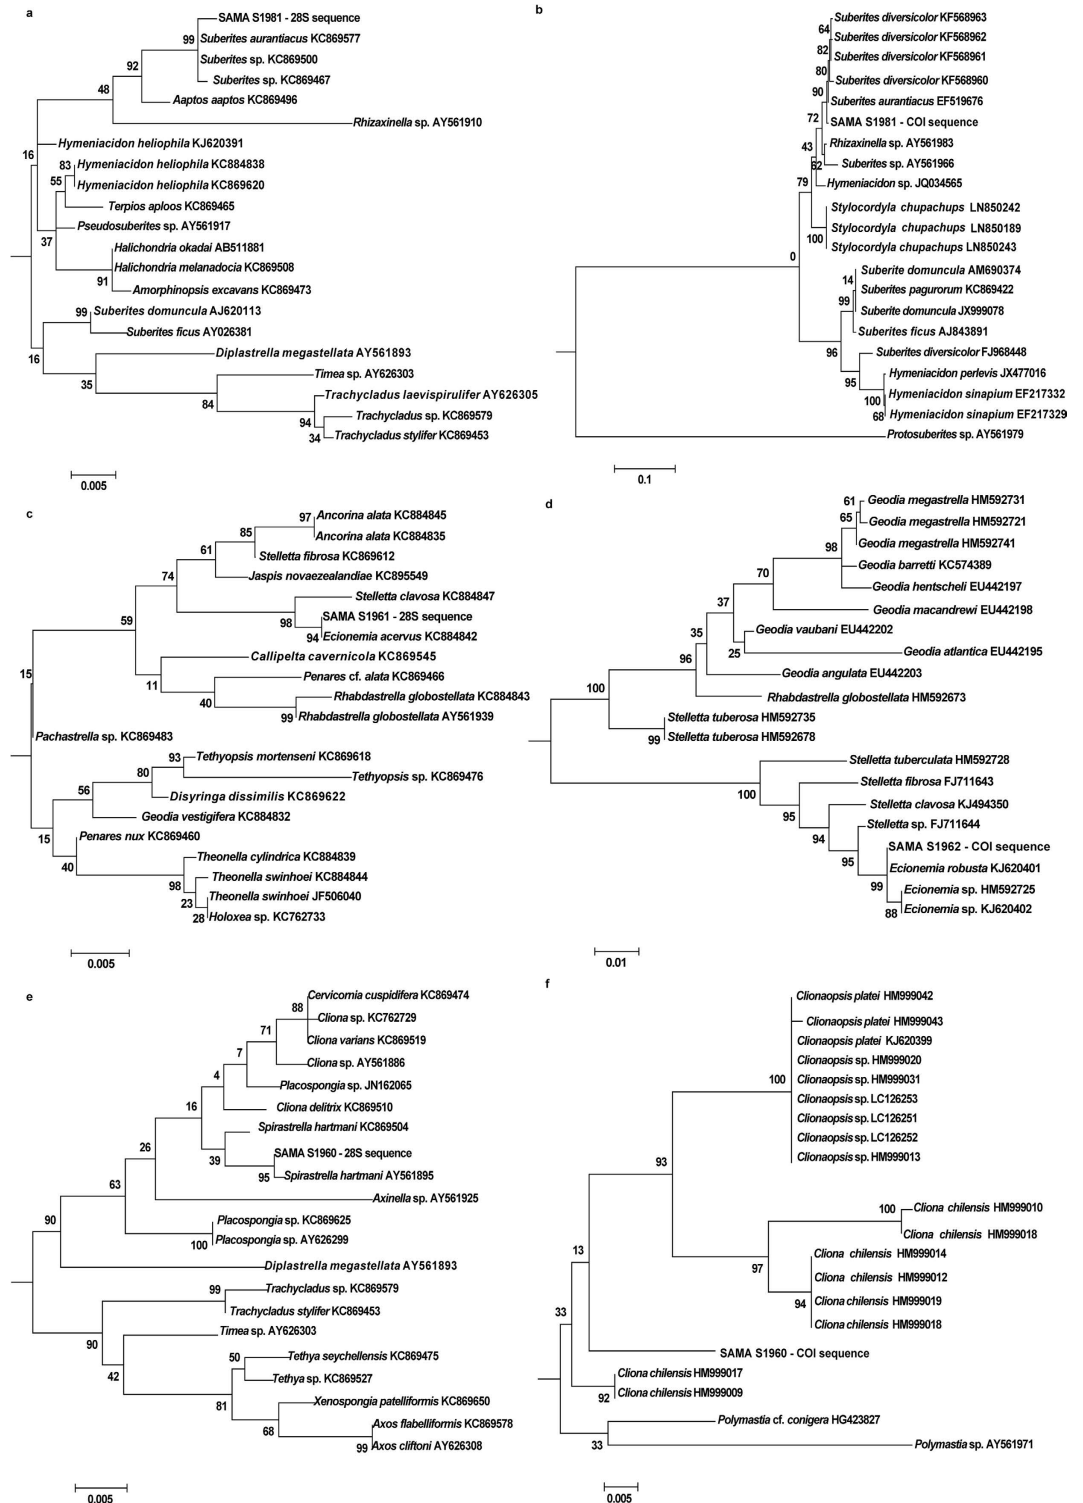 a
SAMA S1981 - 28S sequence
99
Suberites aurantiacus KC869577
92
Suberites sp. KC869500
Suberites sp. KC869467
48
Aaptos aaptos KC869496
Rhizaxinella sp. AY561910
Hymeniacidon heliophila KJ620391
16
83
Hymeniacidon heliophila KC884838
55
Hymeniacidon heliophila KC869620
Terpios aploos KC869465
Pseudosuberites sp. AY561917
37
Halichondria okadai AB511881
Halichondria melanadocia KC869508
91
Amorphinopsis excavans KC869473
99
Suberites domuncula AJ620113
Suberites ficus AY026381
16
Diplastrella megastellata AY561893
35
Timea sp. AY626303
84
Trachycladus laevispirulifer AY626305
94
Trachycladus sp. KC869579
34
Trachycladus stylifer KC869453
0.005
b
Suberites diversicolor KF568963
64
Suberites diversicolor KF568962
82
Suberites diversicolor KF568961
80
Suberites diversicolor KF568960
90
Suberites aurantiacus EF519676
72
SAMA S1981 - COI sequence
43
Rhizaxinella sp. AY561983
62
Suberites sp. AY561966
79
Hymeniacidon sp. JQ034565
Stylocordyla chupachups LN850242
Stylocordyla chupachups LN850189
100
Stylocordyla chupachups LN850243
0
Suberite domuncula AM690374
14
Suberites pagurorum KC869422
99
Suberite domuncula JX999078
Suberites ficus AJ843891
96
Suberites diversicolor FJ968448
95
Hymeniacidon perlevis JX477016
Hymeniacidon sinapium EF217332
100
68
Hymeniacidon sinapium EF217329
Protosuberites sp. AY561979
0.1
c
97
Ancorina alata KC884845
85
Ancorina alata KC884835
61
Stelletta fibrosa KC869612
74
Jaspis novaezealandiae KC895549
Stelletta clavosa KC884847
59
98
SAMA S1961 - 28S sequence
94
Ecionemia acervus KC884842
Callipelta cavernicola KC869545
15
11
Penares cf. alata KC869466
40
Rhabdastrella globostellata KC884843
99
Rhabdastrella globostellata AY561939
Pachastrella sp. KC869483
93
Tethyopsis mortenseni KC869618
80
Tethyopsis sp. KC869476
56
Disyringa dissimilis KC869622
Geodia vestigifera KC884832
15
Penares nux KC869460
40
Theonella cylindrica KC884839
98
Theonella swinhoei KC884844
23
Theonella swinhoei JF506040
28
Holoxea sp. KC762733
0.005
d
61
Geodia megastrella HM592731
65
Geodia megastrella HM592721
98
Geodia megastrella HM592741
Geodia barretti KC574389
70
Geodia hentscheli EU442197
37
Geodia macandrewi EU442198
35
Geodia vaubani EU442202
25
Geodia atlantica EU442195
96
Geodia angulata EU442203
100
Rhabdastrella globostellata HM592673
Stelletta tuberosa HM592735
99
Stelletta tuberosa HM592678
Stelletta tuberculata HM592728
100
Stelletta fibrosa FJ711643
95
Stelletta clavosa KJ494350
94
Stelletta sp. FJ711644
95
SAMA S1962 - COI sequence
Ecionemia robusta KJ620401
99
Ecionemia sp. HM592725
88
Ecionemia sp. KJ620402
0.01
e
Cervicornia cuspidifera KC869474
88
Cliona sp. KC762729
71
Cliona varians KC869519
7
Cliona sp. AY561886
4
Placospongia sp. JN162065
16
Cliona delitrix KC869510
Spirastrella hartmani KC869504
26
39
SAMA S1960 - 28S sequence
95
Spirastrella hartmani AY561895
63
Axinella sp. AY561925
90
Placospongia sp. KC869625
100
Placospongia sp. AY626299
Diplastrella megastellata AY561893
99
Trachycladus sp. KC869579
Trachycladus stylifer KC869453
90
Timea sp. AY626303
42
50
Tethya seychellensis KC869475
Tethya sp. KC869527
81
Xenospongia patelliformis KC869650
68
Axos flabelliformis KC869578
99
Axos cliftoni AY626308
0.005
f
Clionaopsis platei HM999042
Clionaopsis platei HM999043
Clionaopsis platei KJ620399
Clionaopsis sp. HM999020
100
Clionaopsis sp. HM999031
Clionaopsis sp. LC126253
Clionaopsis sp. LC126251
Clionaopsis sp. LC126252
Clionaopsis sp. HM999013
93
100
Cliona chilensis HM999010
Cliona chilensis HM999018
13
97
Cliona chilensis HM999014
Cliona chilensis HM999012
94
Cliona chilensis HM999019
Cliona chilensis HM999018
33
SAMA S1960 - COI sequence
Cliona chilensis HM999017
92
Cliona chilensis HM999009
Polymastia cf. conigera HG423827
33
Polymastia sp. AY561971
0.005